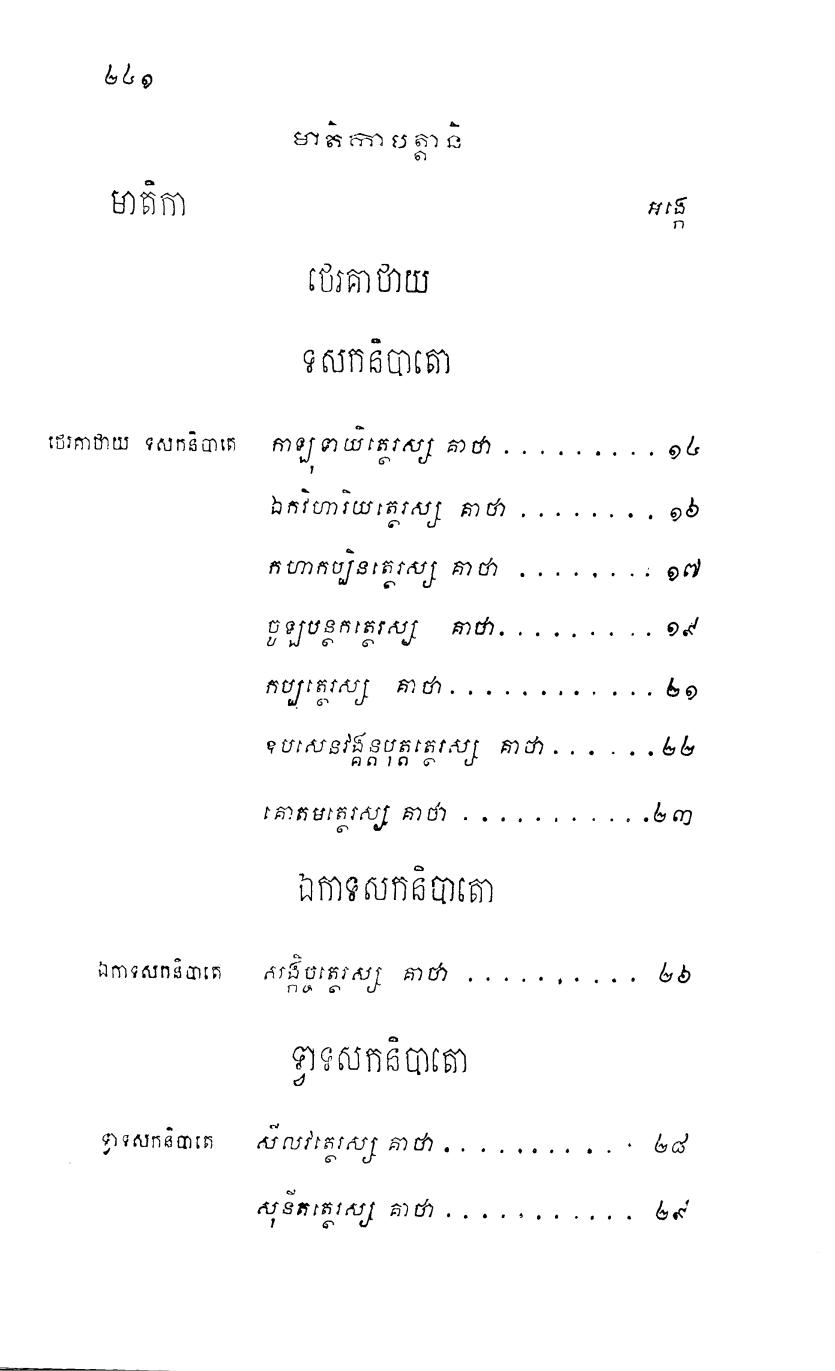 ២៤១
មាតិកាបត្តានិ
មាតិកា អង្កេ
ថេរគាថាយ
ទសកនិបាតោ
ថេរគាថាយ ទសកនិបាតេ កាឡុទាយិត្ថេរស្ស គាថា . . . . . . . . . ១៤
ឯកវិហារិយត្ថេរស្ស គាថា . . . . . . . . ១៦
កហាកប្បិនត្ថេរស្ស គាថា . . . . . . . . ១៧
ចូឡបន្ថកត្ថេរស្ស គាថា. . . . . . . . . . ១៩
កប្បត្ថេរស្ស គាថា. . . . . . . . . . . . . ២១
ឧបសេនវង្គន្តបុត្តត្ថេរស្ស គាថា. . . . . . ២២
គោតមត្ថេរស្ស គាថា . . . . . . . . . . . .២៣
ឯកាទសកនិបាតោ
ឯកាទសកនិបាតេ សង្កិច្ចត្ថេរស្ស គាថា . . . . . . . . . . ២៦
ទ្វាទសកនិបាតោ
ទ្វាទសកនិបាតេ សីលវត្ថេរស្ស គាថា . . . . . . . . . . . ២៨
សុនីតត្ថេរស្ស គាថា . . . . . . . . . . . ២៩